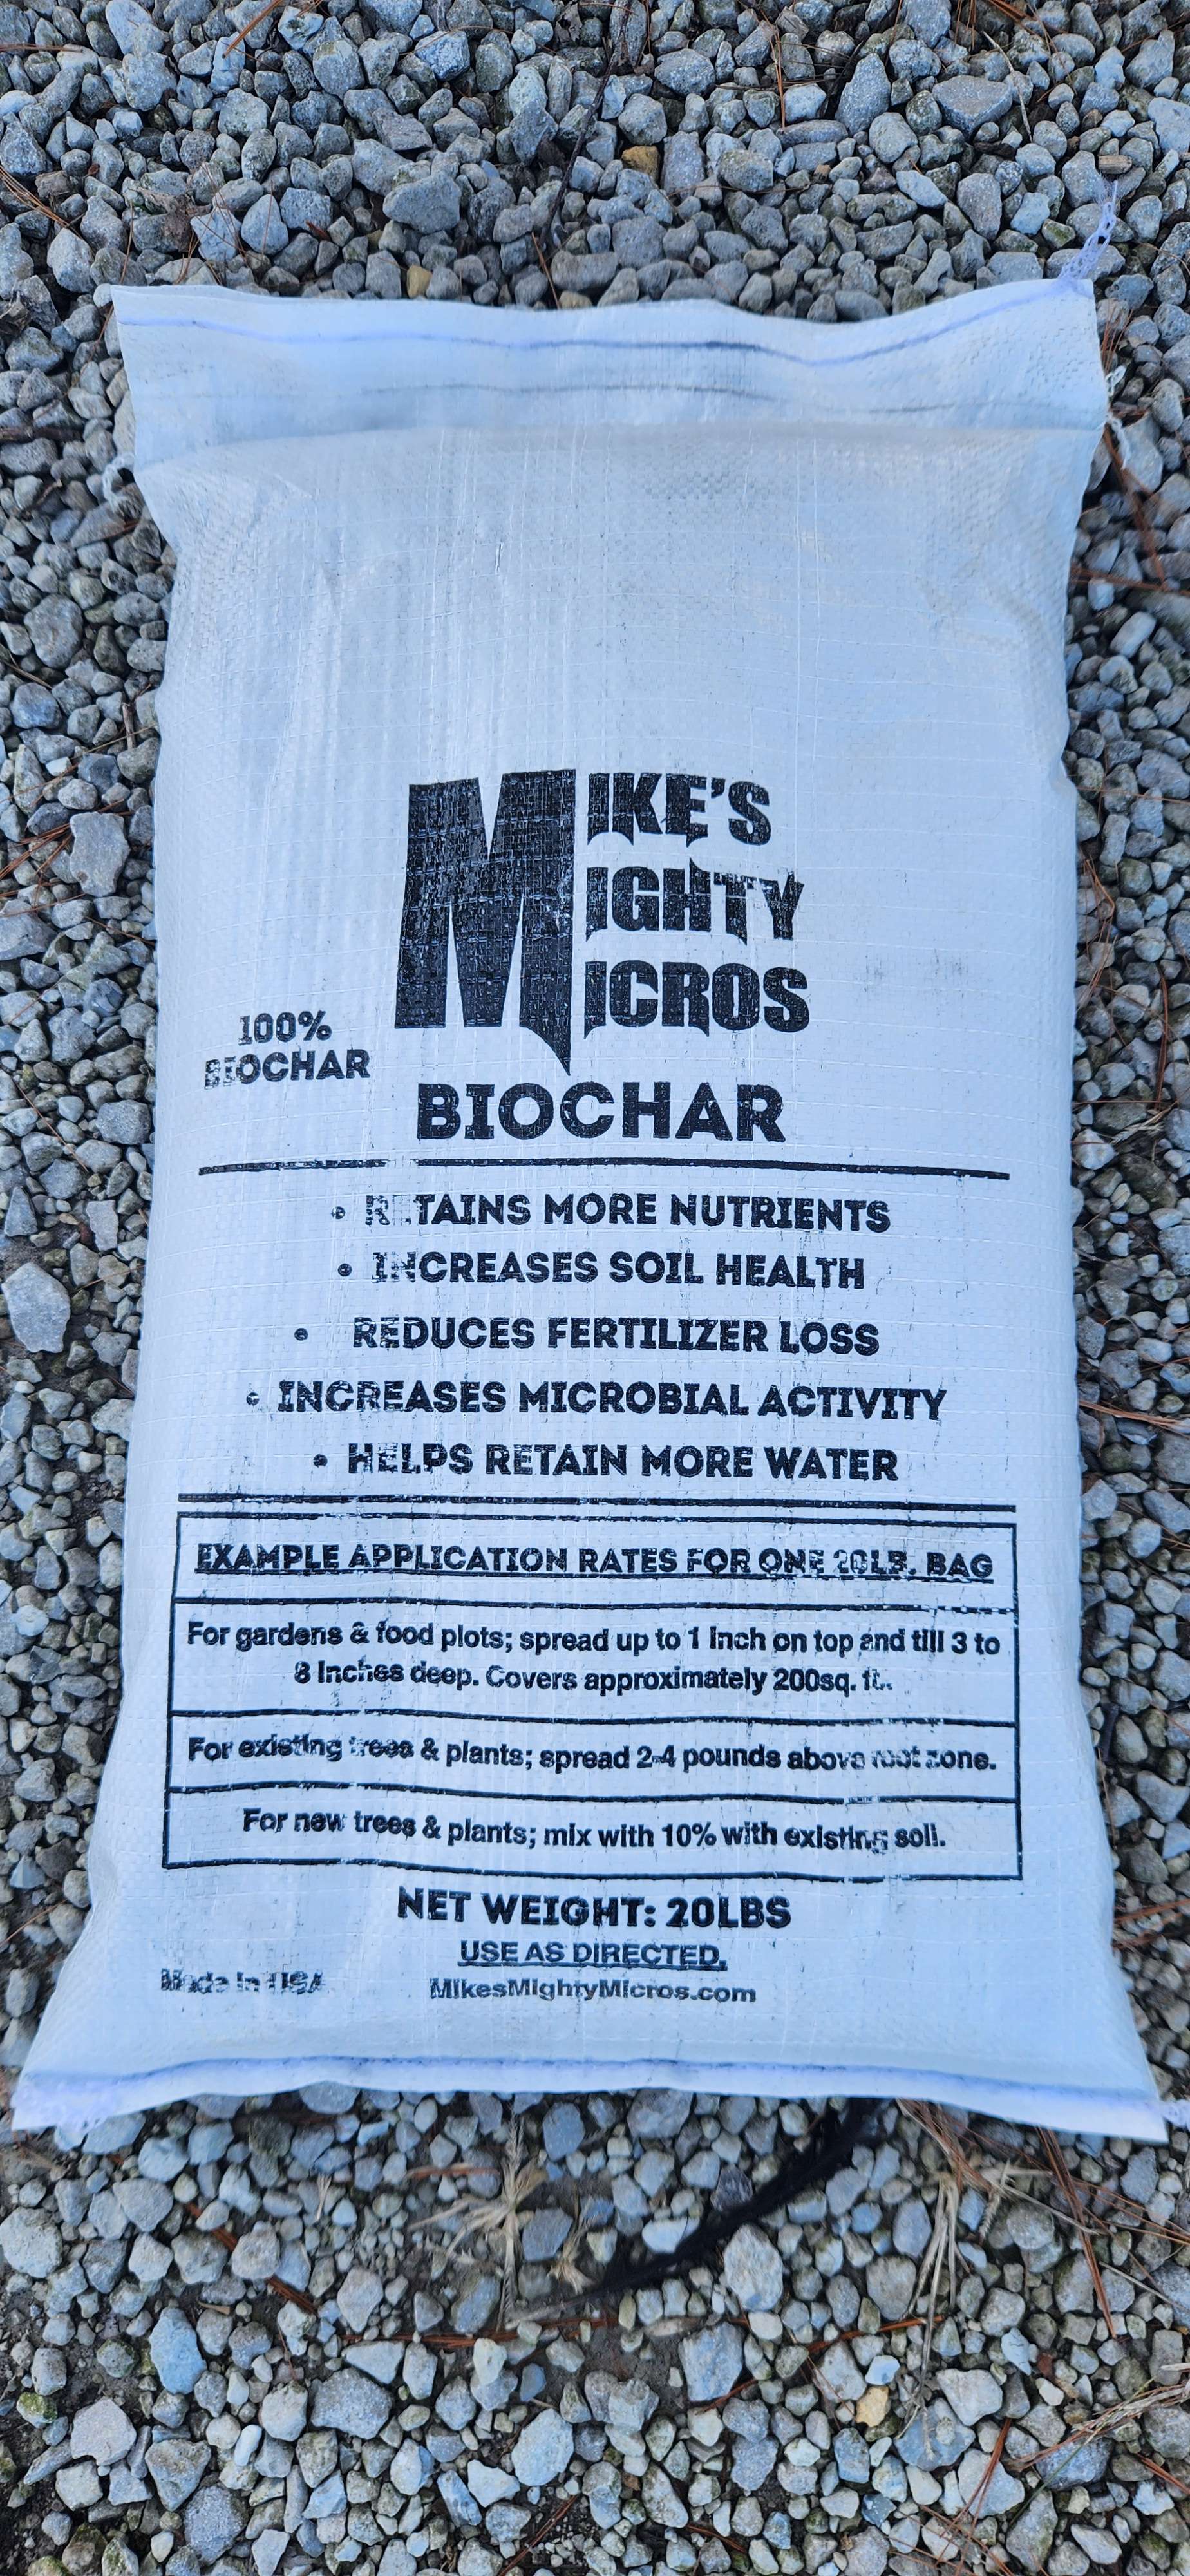 MIKE'S
MIGHTY
MICROS
100%
BIOCHAR
BIOCHAR
• RETAINS MORE NUTRIENTS
• INCREASES SOIL HEALTH
• REDUCES FERTILIZER LOSS
• INCREASES MICROBIAL ACTIVITY
• HELPS RETAIN MORE WATER
EXAMPLE APPLICATION RATES FOR ONE 20LB. BAG
For gardens & food plots; spread up to 1 inch on top and till 3 to
8 inches deep. Covers approximately 200sq. ft.
For existing trees & plants; spread 2-4 pounds above root zone.
For new trees & plants; mix with 10% with existing soil.
NET WEIGHT: 20LBS
USE AS DIRECTED.
Made in USA
MikesMightyMicros.com